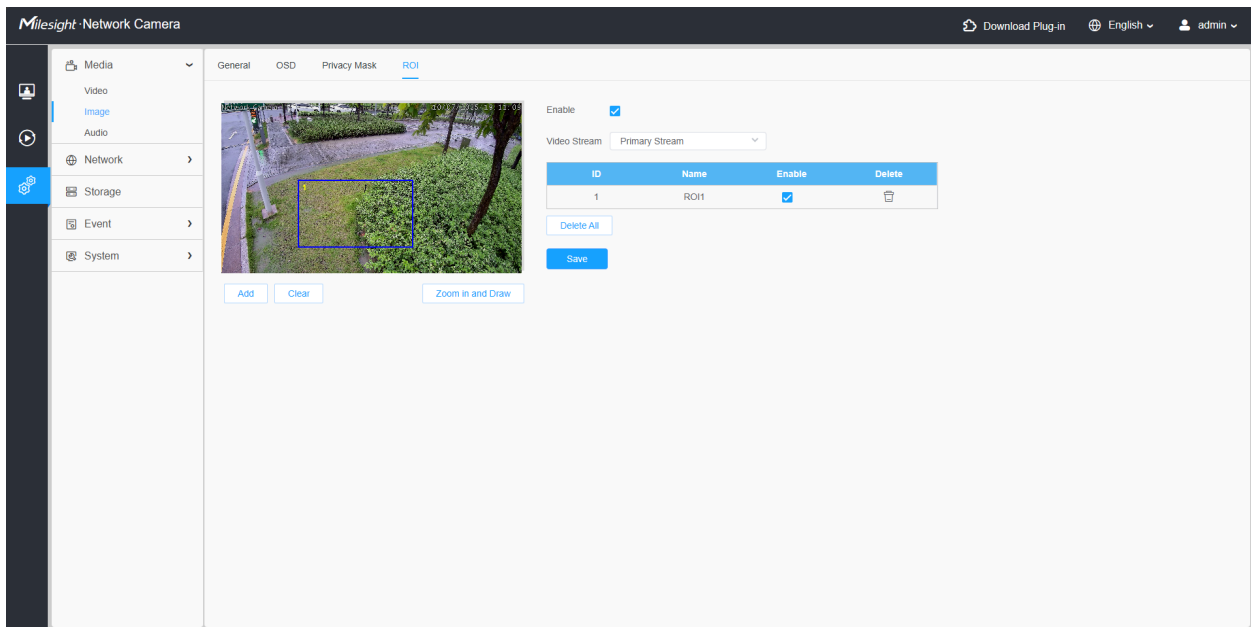 Milesight · Network Camera
Download Plug-in
English
admin
Media
Video
Image
Audio
Network
Storage
Event
System
General OSD Privacy Mask ROI
1
Enable
Video Stream Primary Stream
ID Name Enable Delete
1 ROI1
Delete All
Save
Add Clear Zoom in and Draw